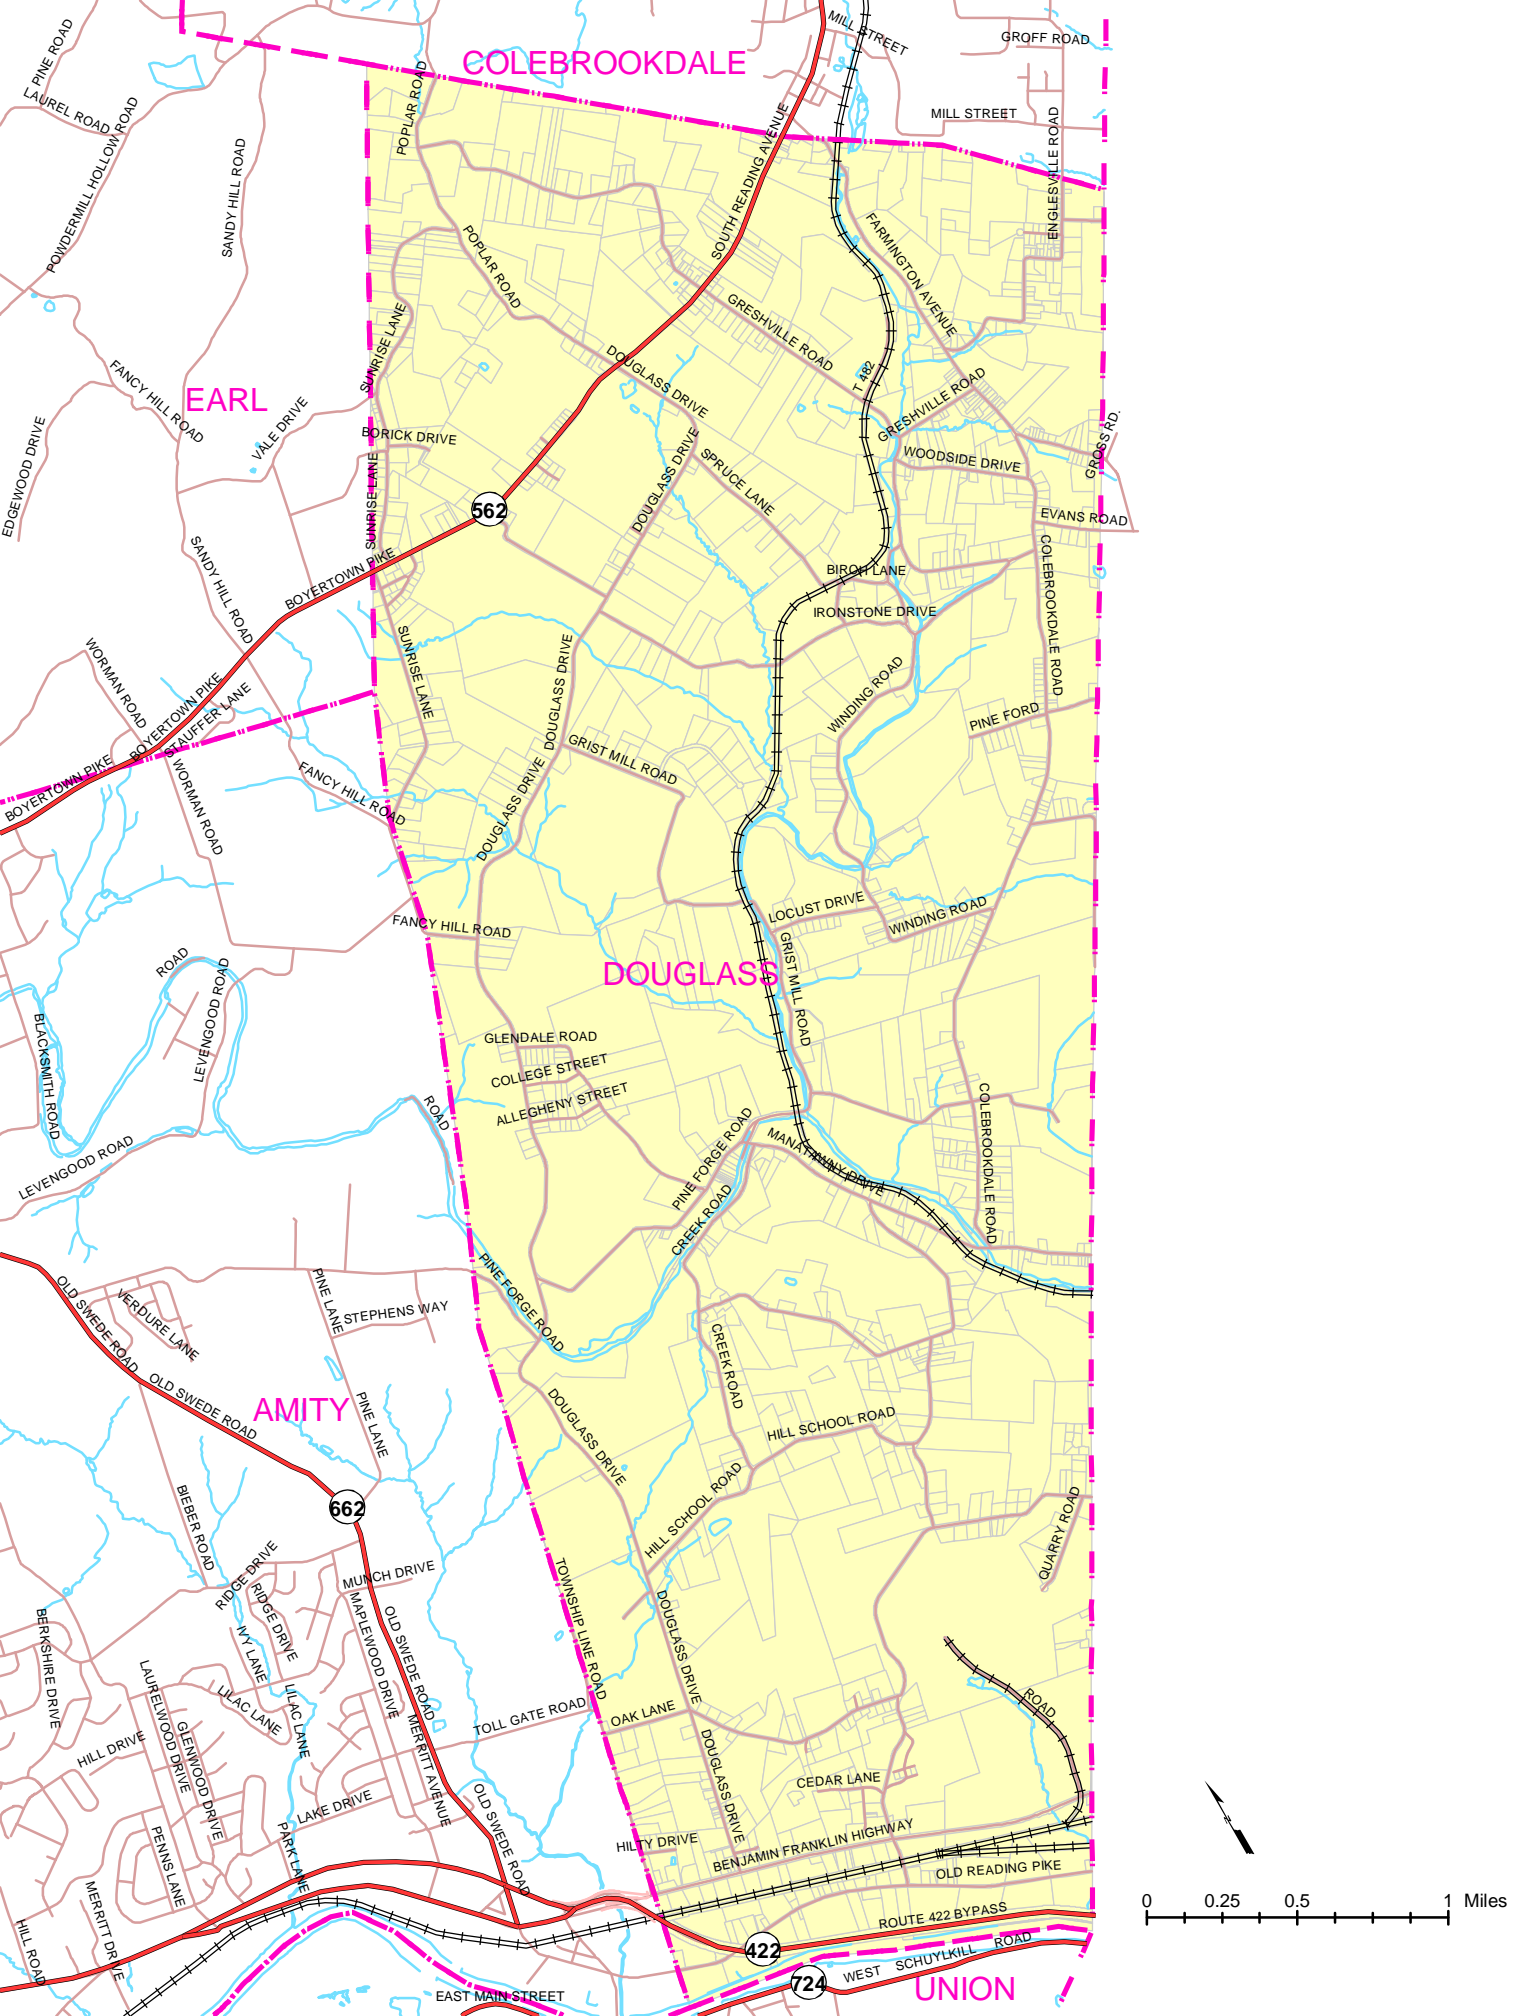 MILL STREET
GROFF ROAD
PINE ROAD
COLEBROOKDALE
LAUREL ROAD
POPLAR ROAD
MILL STREET
POWDERMILL HOLLOW ROAD
SANDY HILL ROAD
SOUTH READING AVENUE
ENGLESVILLE ROAD
FARMINGTON AVENUE
POPLAR ROAD
GRESHVILLE ROAD
SUNRISE LANE
DOUGLASS DRIVE
T 482
FANCY HILL ROAD
EARL
VALE DRIVE
GRESHVILLE ROAD
GROSS RD.
EDGEWOOD DRIVE
BORICK DRIVE
DOUGLASS DRIVE
SPRUCE LANE
WOODSIDE DRIVE
SUNRISE LANE
562
EVANS ROAD
SANDY HILL ROAD
BOYERTOWN PIKE
BIRCH LANE
COLEBROOKDALE ROAD
IRONSTONE DRIVE
WORMAN ROAD
SUNRISE LANE
DOUGLASS DRIVE
WINDING ROAD
BOYERTOWN PIKE
STAUFFER LANE
PINE FORD
BOYERTOWN PIKE
WORMAN ROAD
FANCY HILL ROAD
GRIST MILL ROAD
DOUGLASS DRIVE
LOCUST DRIVE
WINDING ROAD
FANCY HILL ROAD
ROAD
DOUGLASS
GRIST MILL ROAD
LEVENGOOD ROAD
BLACKSMITH ROAD
GLENDALE ROAD
COLLEGE STREET
ALLEGHENY STREET
ROAD
COLEBROOKDALE ROAD
PINE FORGE ROAD
MANATAWNY DRIVE
LEVENGOOD ROAD
CREEK ROAD
PINE FORGE ROAD
OLD SWEDE ROAD
VERDURE LANE
PINE LANE
STEPHENS WAY
CREEK ROAD
OLD SWEDE ROAD
AMITY
PINE LANE
DOUGLASS DRIVE
HILL SCHOOL ROAD
HILL SCHOOL ROAD
BIEBER ROAD
662
QUARRY ROAD
RIDGE DRIVE
MUNCH DRIVE
TOWNSHIP LINE ROAD
RIDGE DRIVE
MAPLEWOOD DRIVE
OLD SWEDE ROAD
DOUGLASS DRIVE
BERKSHIRE DRIVE
IVY LANE
LAURELWOOD DRIVE
LILAC LANE
LILAC LANE
ROAD
OAK LANE
TOLL GATE ROAD
GLENWOOD DRIVE
HILL DRIVE
MERRITT AVENUE
DOUGLASS DRIVE
CEDAR LANE
LAKE DRIVE
OLD SWEDE ROAD
HILTY DRIVE
BENJAMIN FRANKLIN HIGHWAY
PENNS LANE
PARK LANE
OLD READING PIKE
MERRITT DRIVE
HILL ROAD
ROUTE 422 BYPASS
422
WEST SCHUYLKILL ROAD
724
UNION
EAST MAIN STREET
0 0.25 0.5 1 Miles